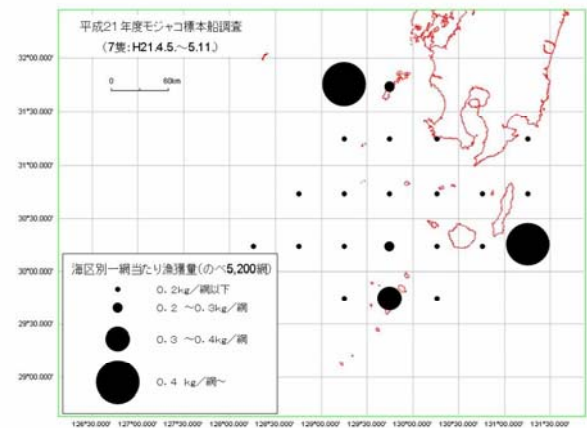 平成21年度モジャコ標本船調査
(7隻:H21.4.5.~5.11.)
0 60km
32°00.000'
31°30.000'
31°00.000'
30°30.000'
30°00.000'
29°30.000'
29°00.000'
海区別一網当たり漁獲量(のべ5,200網)
0.2kg/網以下
0.2 ~0.3kg/網
0.3 ~0.4kg/網
0.4 kg/網~
126°30.000' 127°00.000' 127°30.000' 128°00.000' 128°30.000' 129°00.000' 129°30.000' 130°00.000' 130°30.000' 131°00.000' 131°30.000'